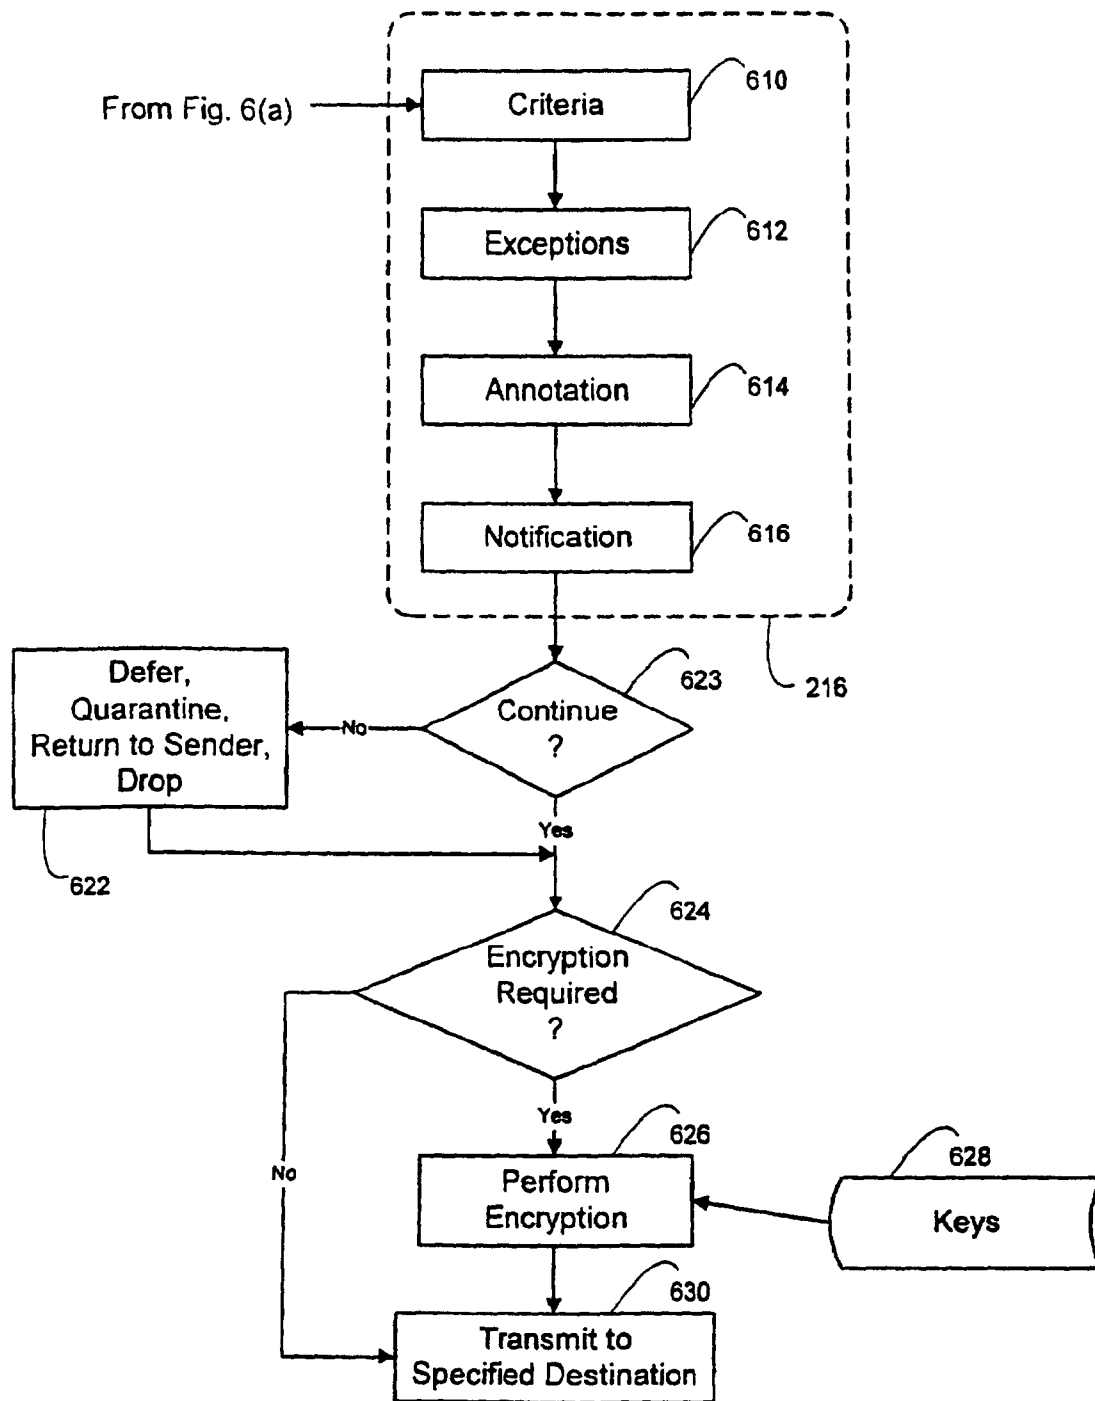 610
From Fig. 6(a)
Criteria
612
Exceptions
614
Annotation
616
Notification
216
623
Continue
?
No
Defer,
Quarantine,
Return to Sender,
Drop
622
Yes
624
Encryption
Required
?
Yes
No
626
Perform
Encryption
628
Keys
630
Transmit to
Specified Destination